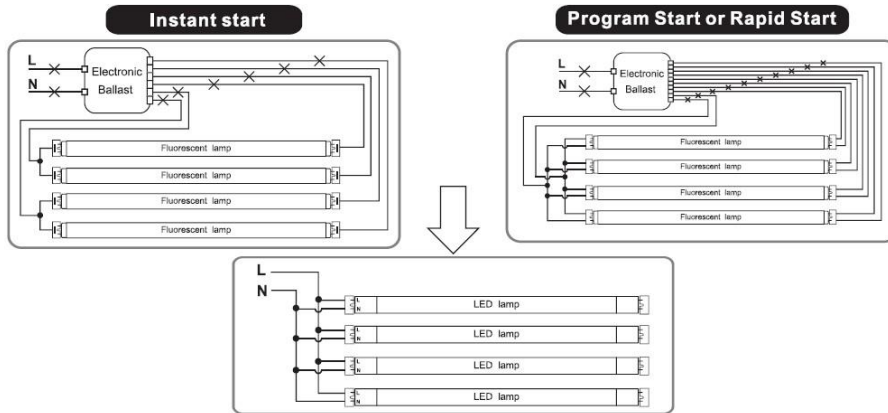 Instant start
L
N
Electronic
Ballast
Fluorescent lamp
Fluorescent lamp
Fluorescent lamp
Fluorescent lamp
Program Start or Rapid Start
L
N
Electronic
Ballast
Fluorescent lamp
Fluorescent lamp
Fluorescent lamp
Fluorescent lamp
L
N
L
N
LED lamp
L
N
LED lamp
L
N
LED lamp
L
N
LED lamp